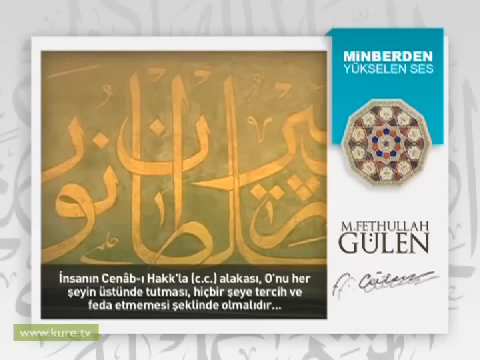 MİNBERDEN
YÜKSELEN SES
M.FETHULLAH
GÜLEN
İnsanın Cenâb-ı Hakk'la (c.c.) alakası, O'nu her
şeyin üstünde tutması, hiçbir şeye tercih ve
feda etmemesi şeklinde olmalıdır...
www.kure.tv